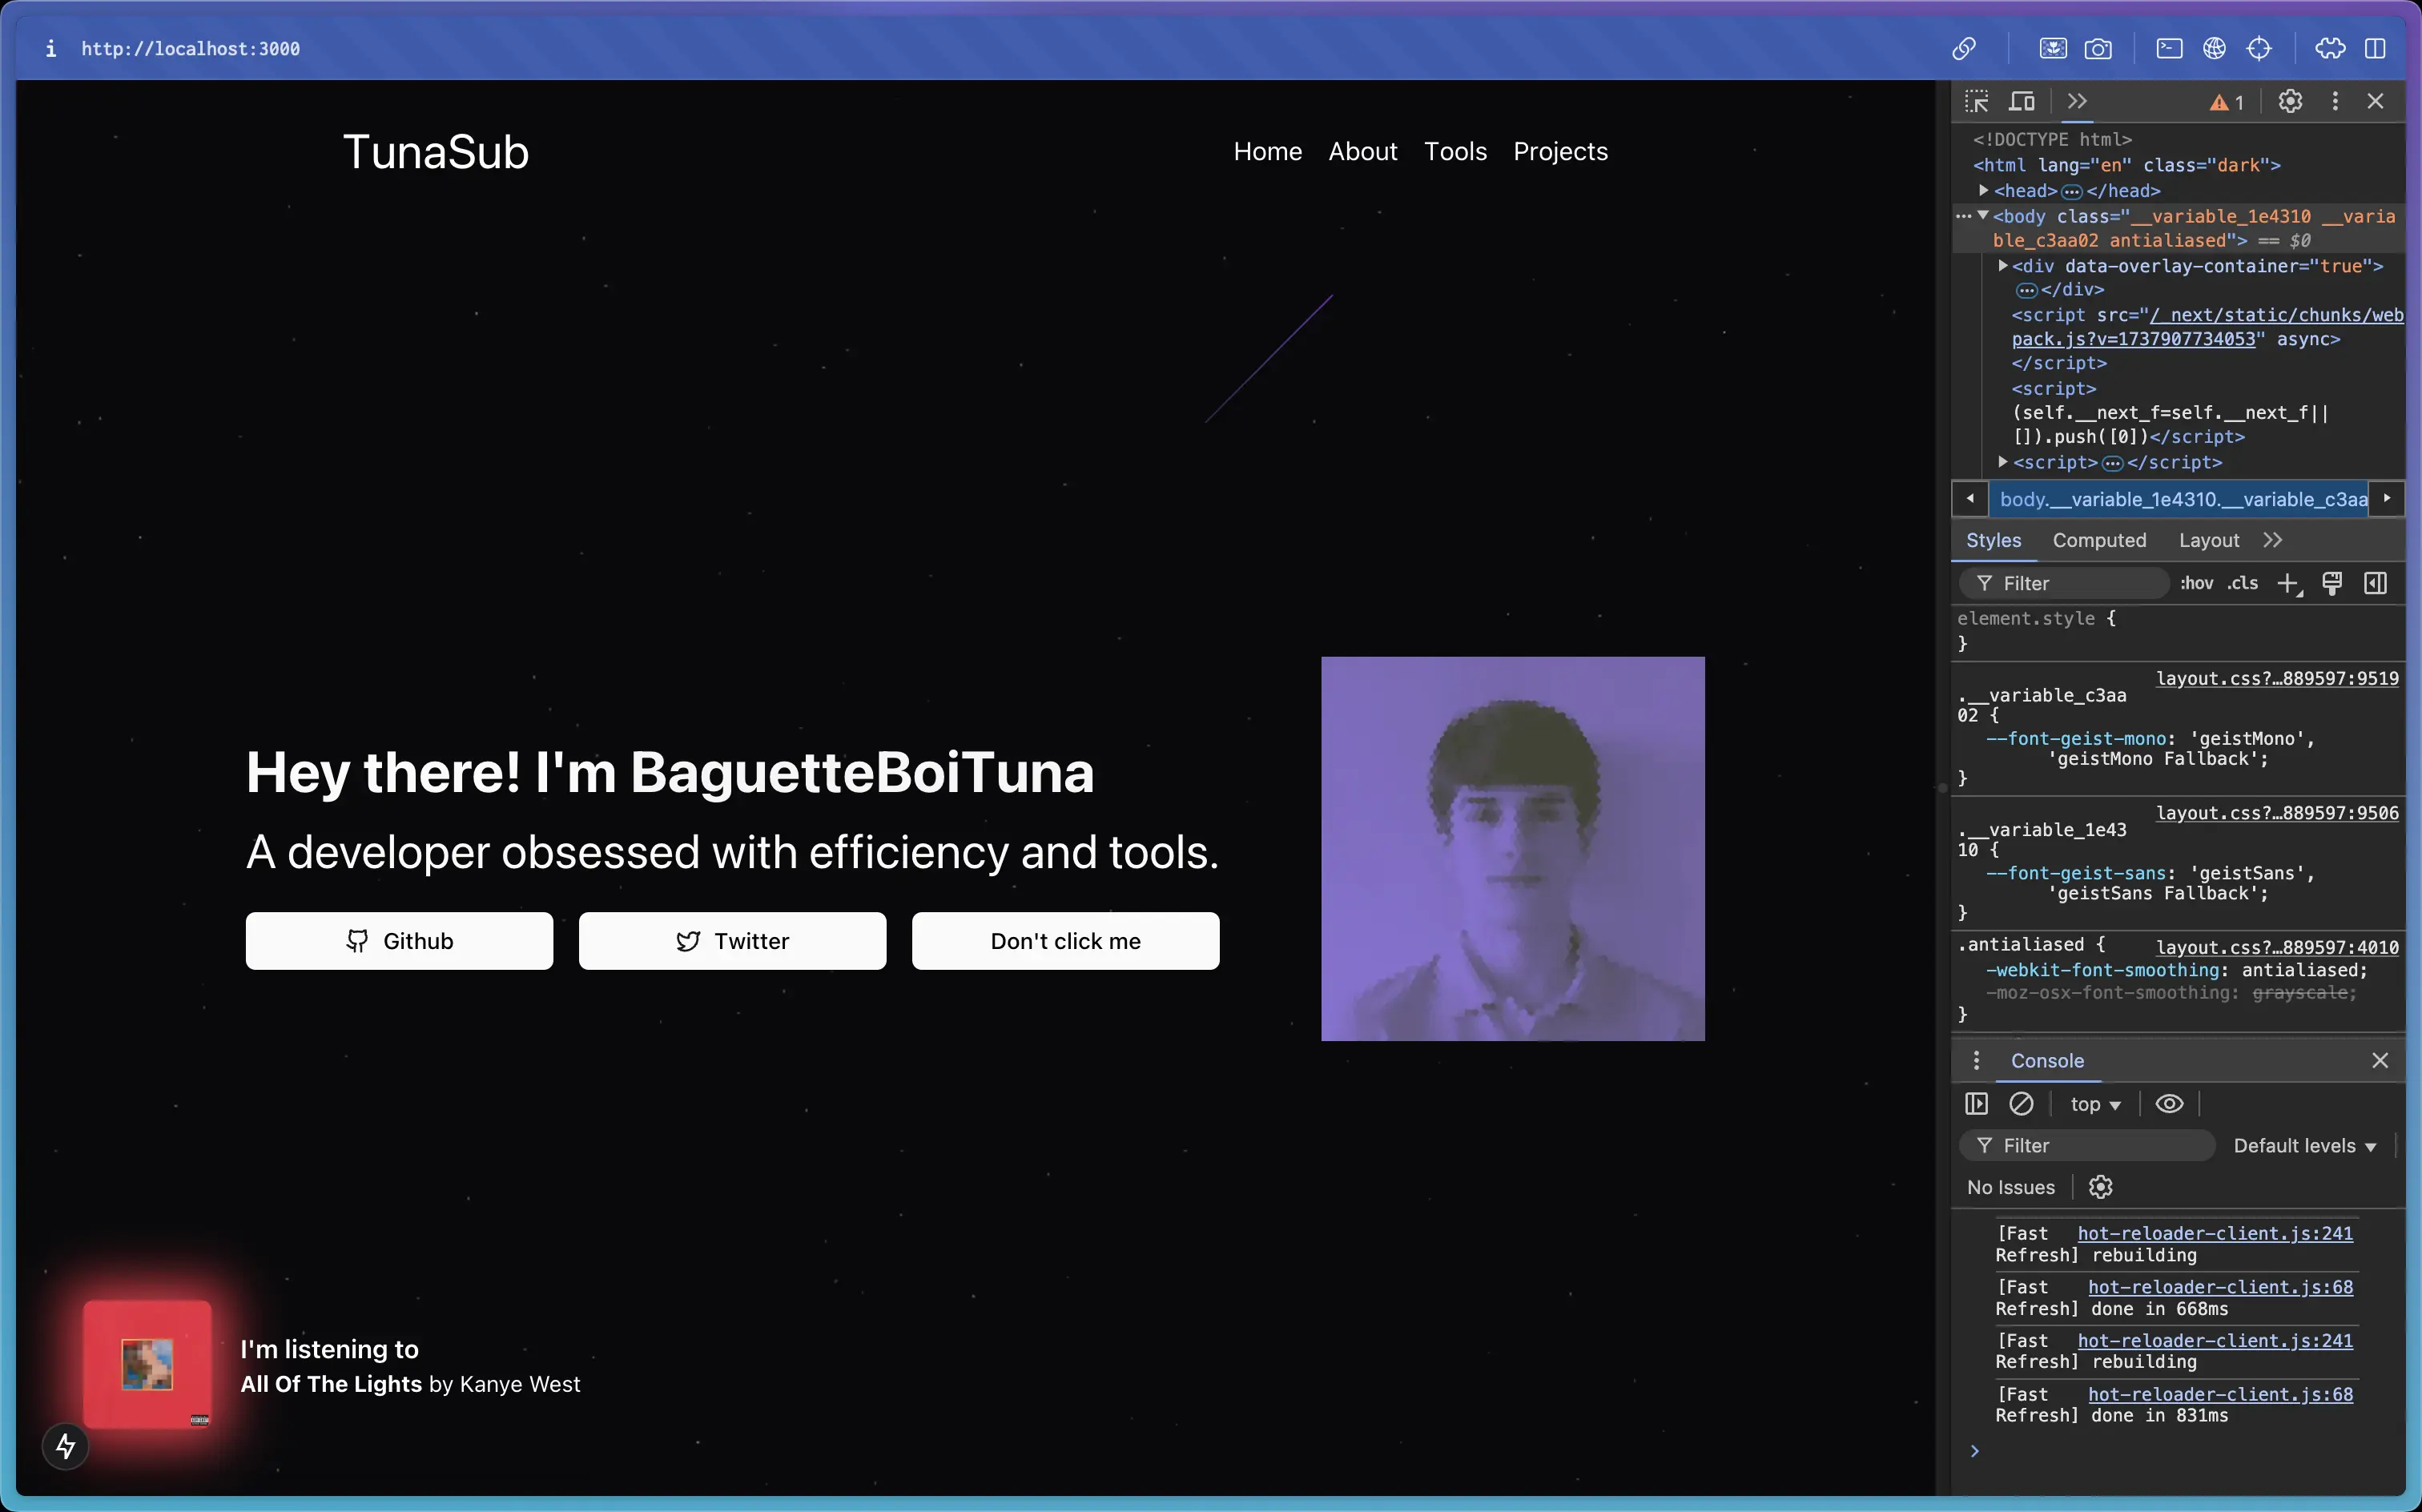 i http://localhost:3000
TunaSub
Home About Tools Projects
Hey there! I'm BaguetteBoiTuna
A developer obsessed with efficiency and tools.
Github
Twitter
Don't click me
I'm listening to
All Of The Lights by Kanye West
1
<!DOCTYPE html>
<html lang="en" class="dark">
<head>…</head>
<body class="__variable_1e4310 __varia
ble_c3aa02 antialiased"> == $0
<div data-overlay-container="true">
…</div>
<script src="/_next/static/chunks/web
pack.js?v=1737907734053" async>
</script>
<script>
(self.__next_f=self.__next_f||
[]).push([0])</script>
<script>…</script>
body.__variable_1e4310.__variable_c3aa
Styles Computed Layout
Filter :hov .cls
element.style {
}
layout.css?…889597:9519
.__variable_c3aa
02 {
--font-geist-mono: 'geistMono',
'geistMono Fallback';
}
layout.css?…889597:9506
.__variable_1e43
10 {
--font-geist-sans: 'geistSans',
'geistSans Fallback';
}
.antialiased { layout.css?…889597:4010
-webkit-font-smoothing: antialiased;
-moz-osx-font-smoothing: grayscale;
}
Console
top
Filter Default levels
No Issues
[Fast hot-reloader-client.js:241
Refresh] rebuilding
[Fast hot-reloader-client.js:68
Refresh] done in 668ms
[Fast hot-reloader-client.js:241
Refresh] rebuilding
[Fast hot-reloader-client.js:68
Refresh] done in 831ms